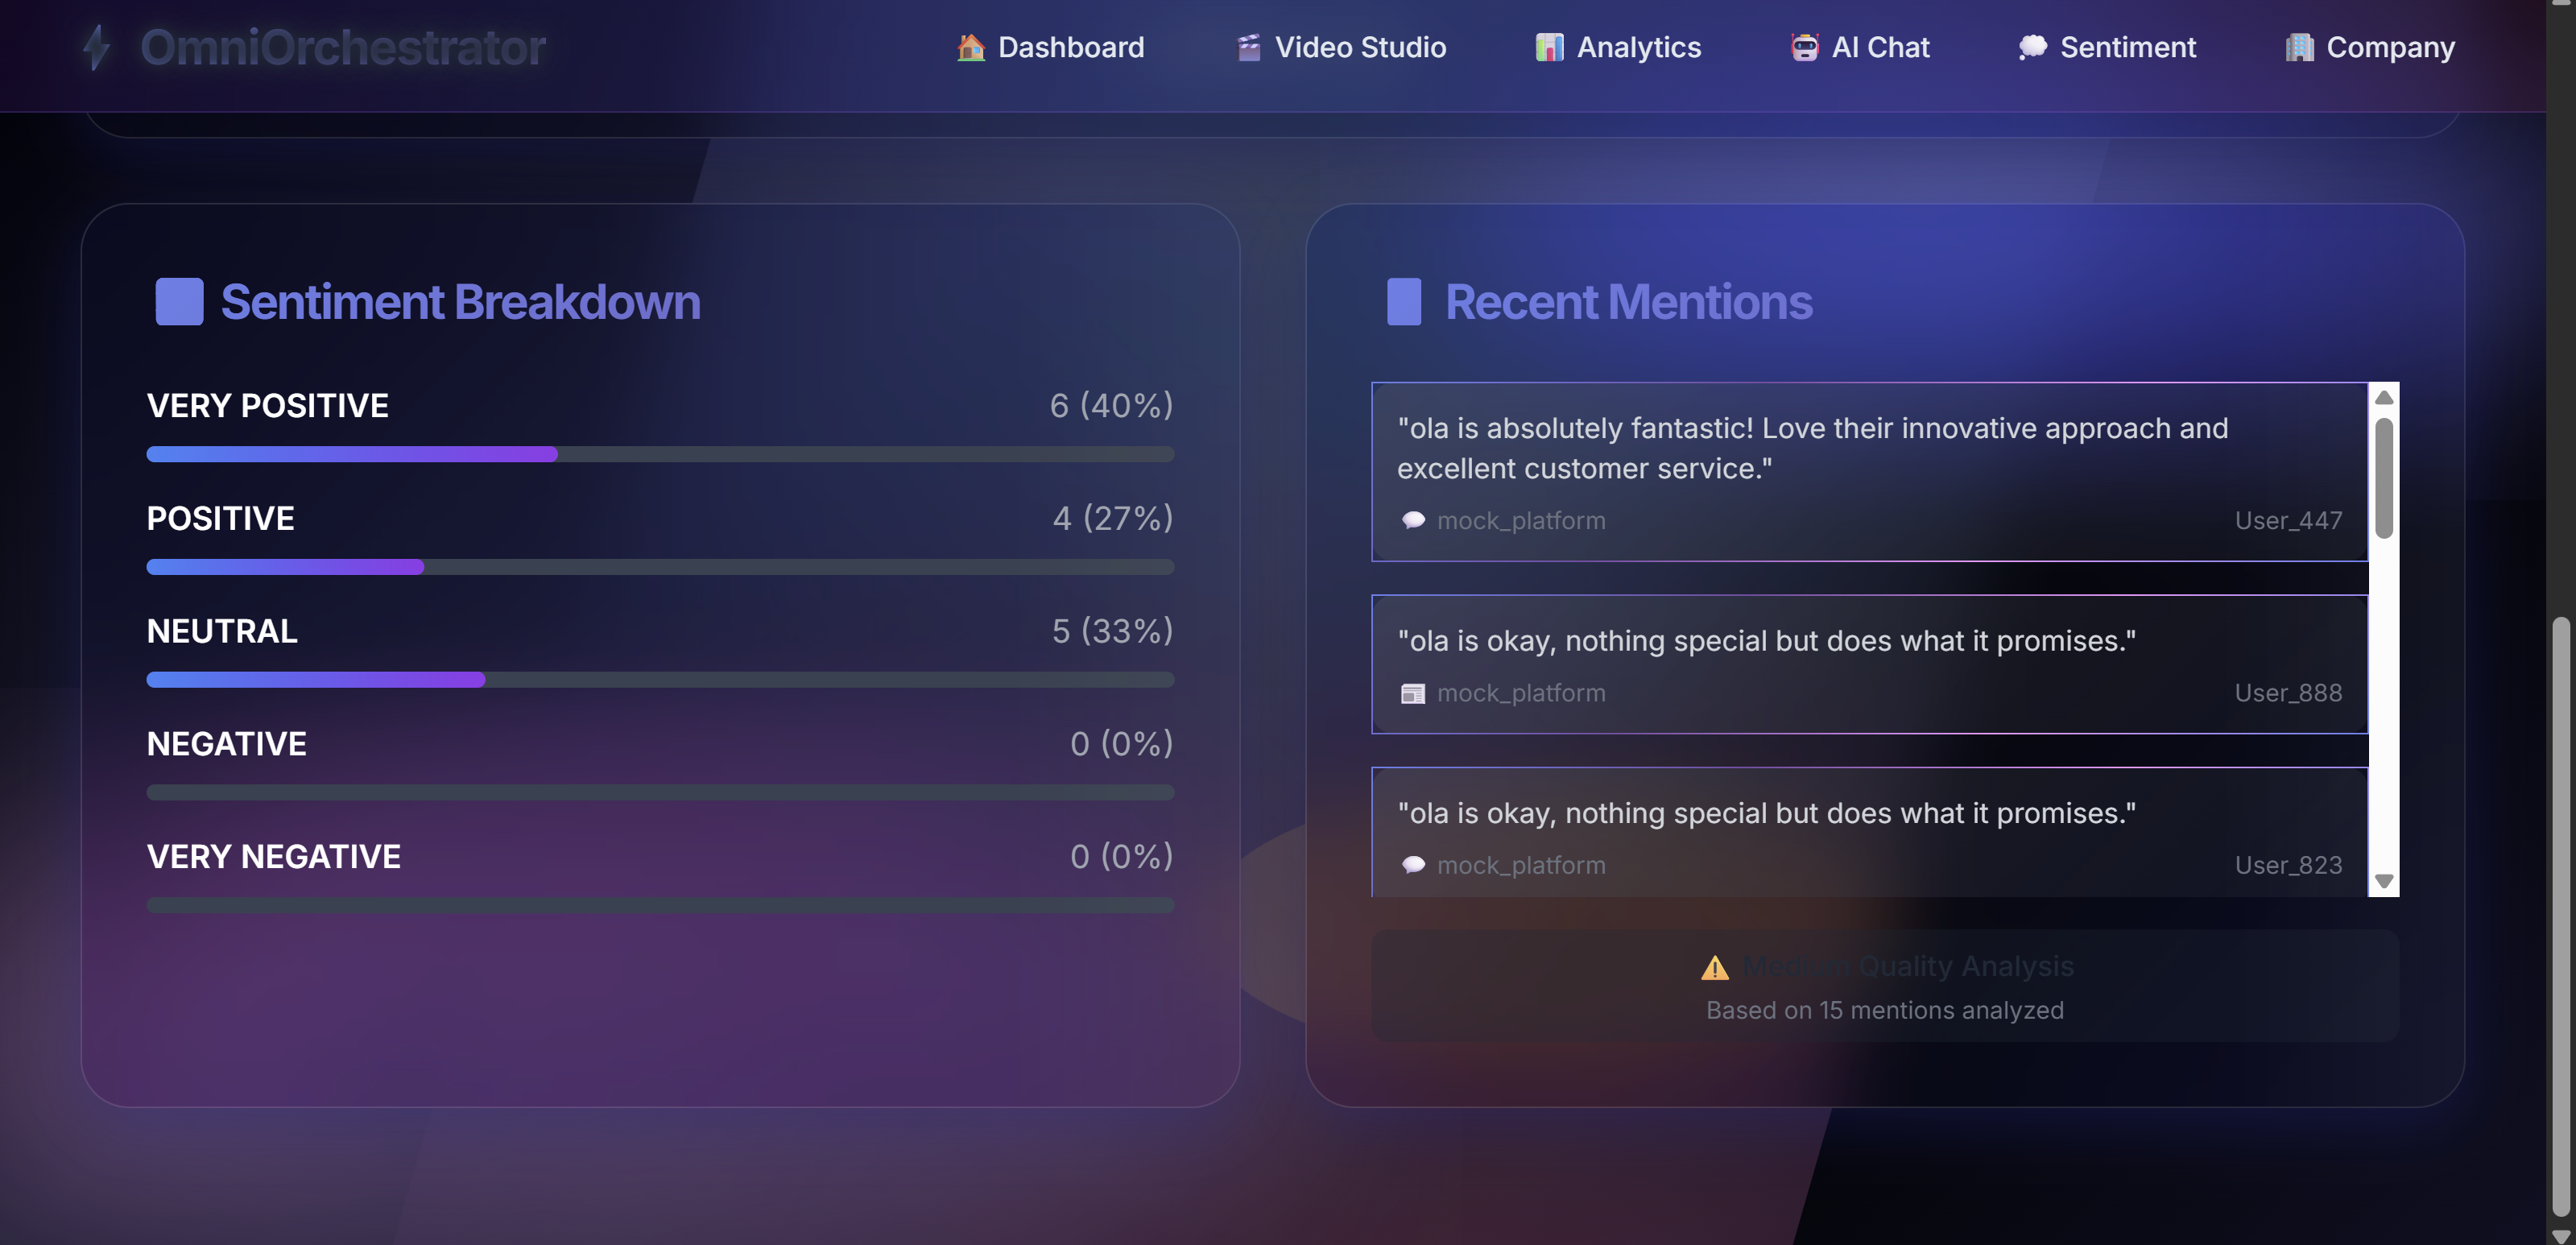 OmniOrchestrator
Dashboard
Video Studio
Analytics
AI Chat
Sentiment
Company
Sentiment Breakdown
VERY POSITIVE 6 (40%)
POSITIVE 4 (27%)
NEUTRAL 5 (33%)
NEGATIVE 0 (0%)
VERY NEGATIVE 0 (0%)
Recent Mentions
"ola is absolutely fantastic! Love their innovative approach and
excellent customer service."
mock_platform User_447
"ola is okay, nothing special but does what it promises."
mock_platform User_888
"ola is okay, nothing special but does what it promises."
mock_platform User_823
Medium Quality Analysis
Based on 15 mentions analyzed